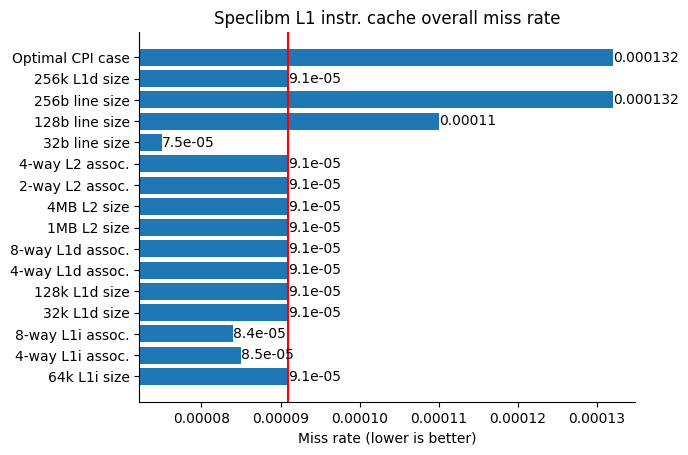 Speclibm L1 instr. cache overall miss rate
Optimal CPI case 0.000132
256k L1d size 9.1e-05
256b line size 0.000132
128b line size 0.00011
32b line size 7.5e-05
4-way L2 assoc. 9.1e-05
2-way L2 assoc. 9.1e-05
4MB L2 size 9.1e-05
1MB L2 size 9.1e-05
8-way L1d assoc. 9.1e-05
4-way L1d assoc. 9.1e-05
128k L1d size 9.1e-05
32k L1d size 9.1e-05
8-way L1i assoc. 8.4e-05
4-way L1i assoc. 8.5e-05
64k L1i size 9.1e-05
0.00008 0.00009 0.00010 0.00011 0.00012 0.00013
Miss rate (lower is better)